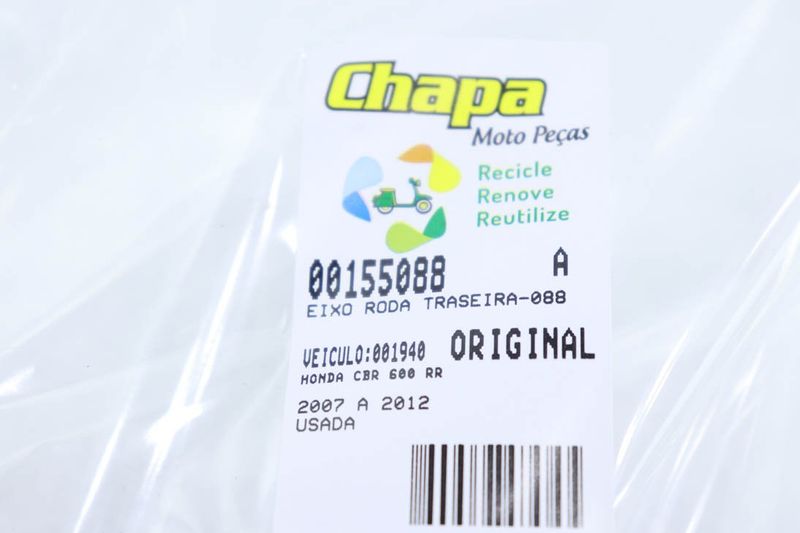 Chapa
Moto Peças
Recicle
Renove
Reutilize
00155088 A
EIXO RODA TRASEIRA-088
VEICULO:001940 ORIGINAL
HONDA CBR 600 RR
2007 A 2012
USADA